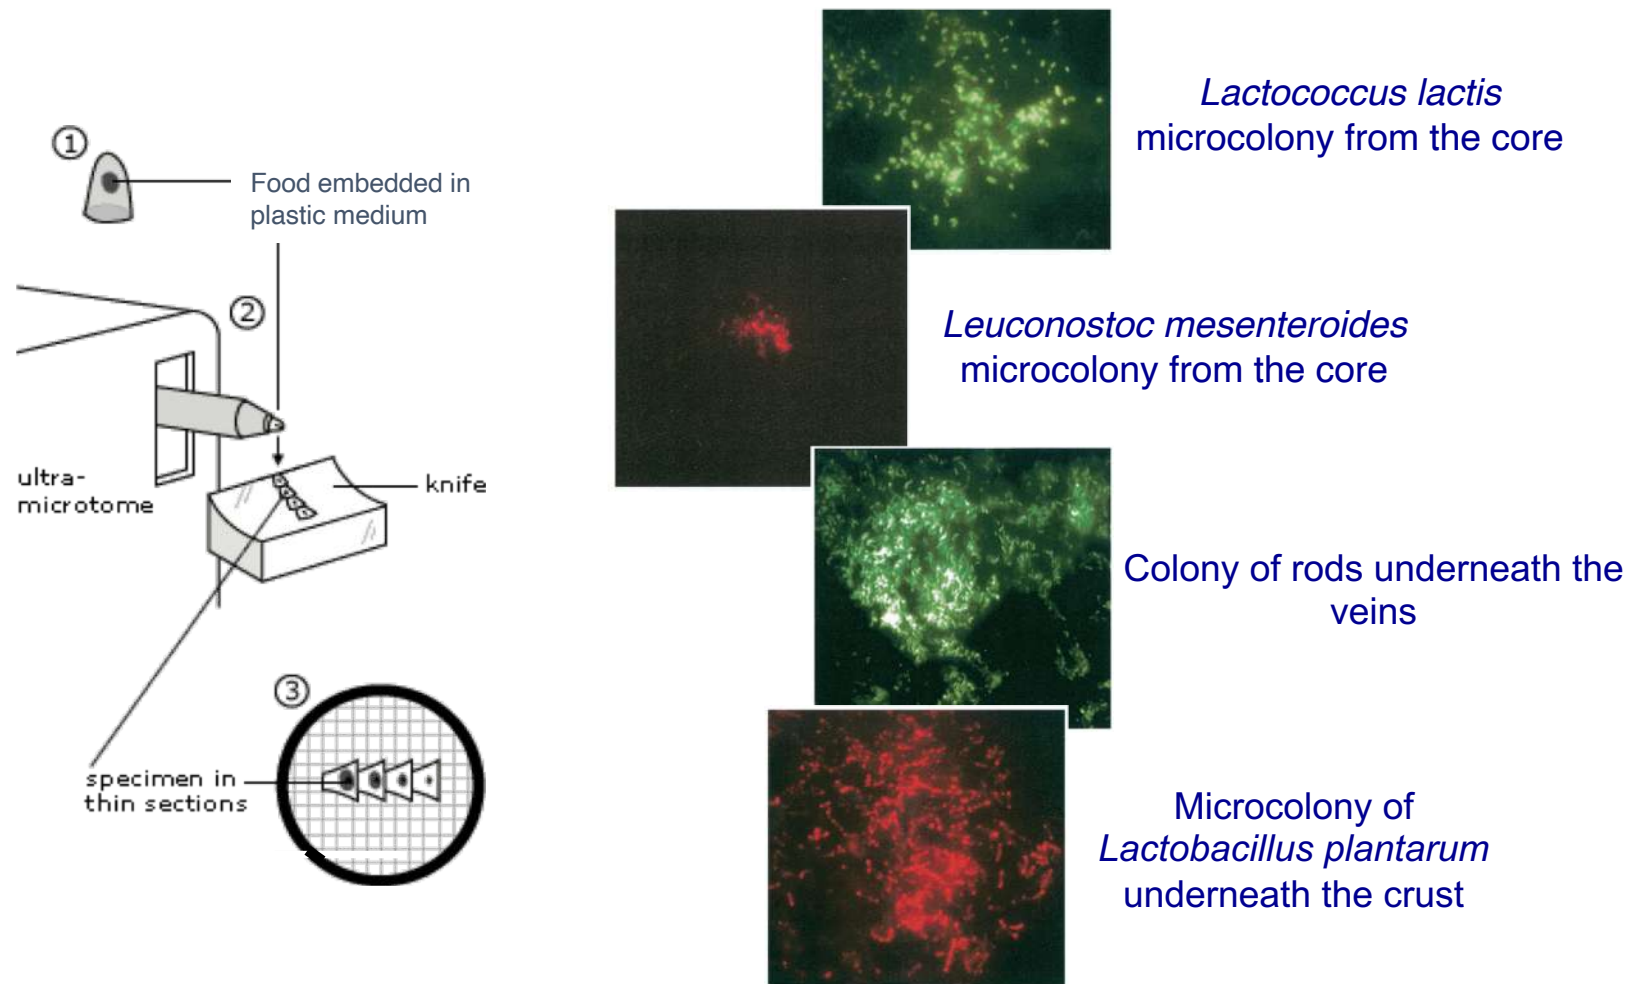 ①
Food embedded in
plastic medium
②
ultra-
microtome
knife
③
specimen in
thin sections
Lactococcus lactis
microcolony from the core
Leuconostoc mesenteroides
microcolony from the core
Colony of rods underneath the
veins
Microcolony of
Lactobacillus plantarum
underneath the crust